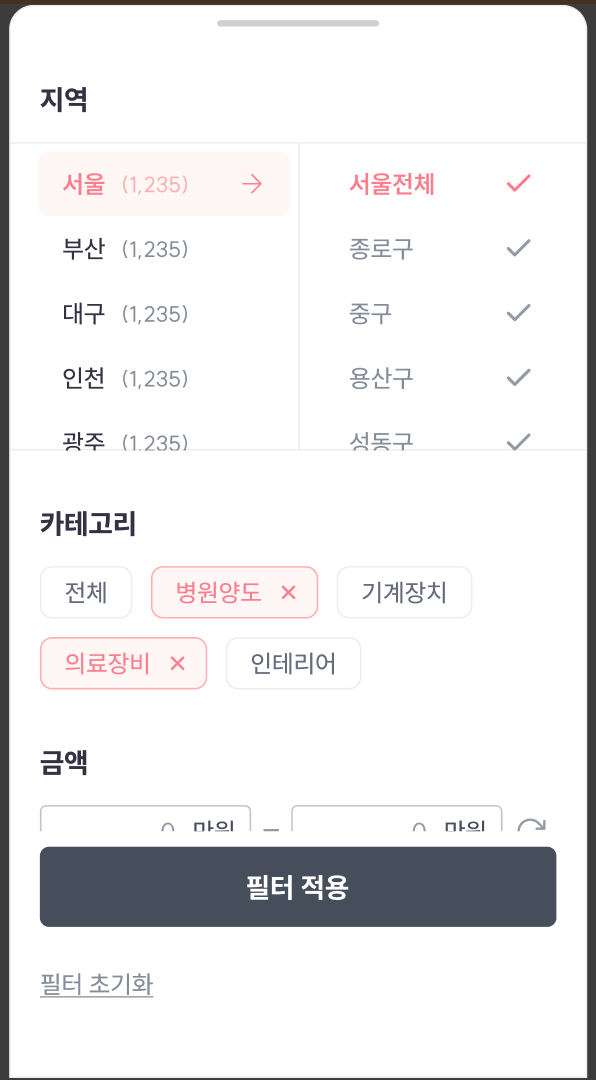 지역
서울 (1,235) → 서울전체
부산 (1,235) 종로구
대구 (1,235) 중구
인천 (1,235) 용산구
광주 (1,235) 성동구
카테고리
전체 병원양도 × 기계장치
의료장비 × 인테리어
금액
0 만원 – 0 만원
필터 적용
필터 초기화